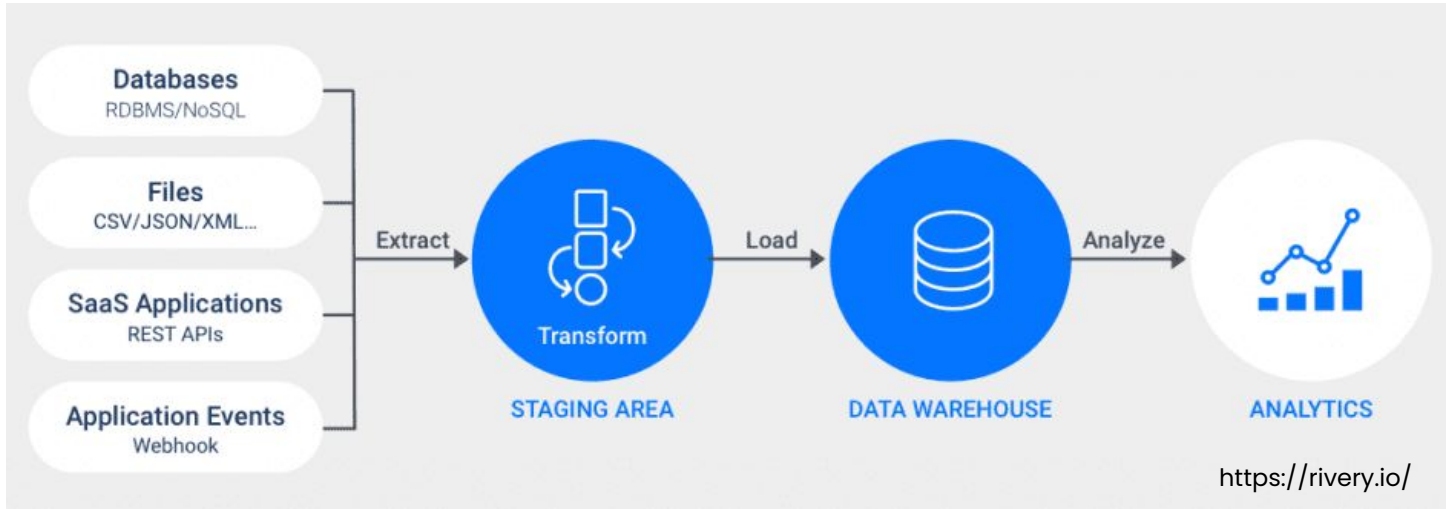 Databases
RDBMS/NoSQL
Files
CSV/JSON/XML...
SaaS Applications
REST APIs
Application Events
Webhook
Extract
Transform
STAGING AREA
Load
DATA WAREHOUSE
Analyze
ANALYTICS
https://rivery.io/